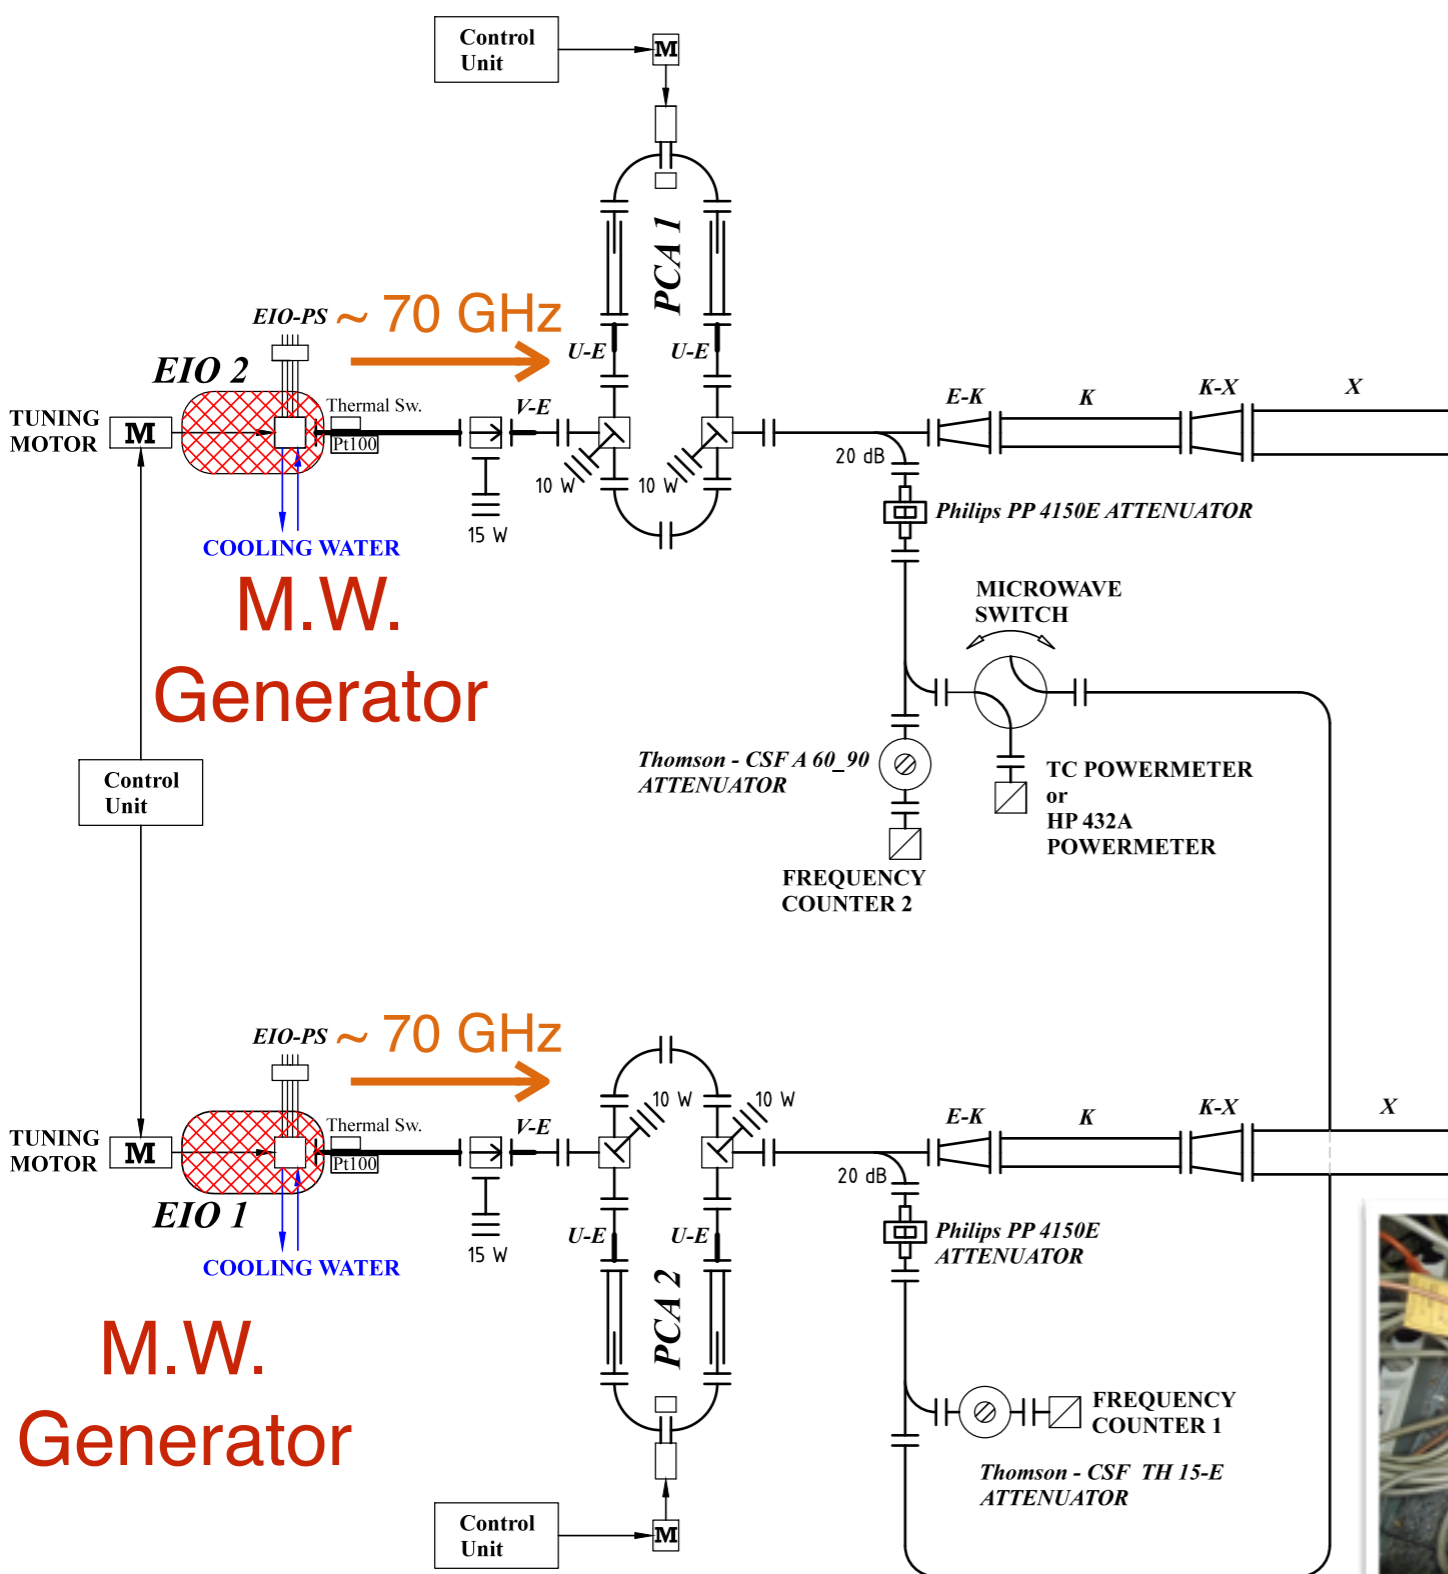 Control
Unit
M
PCA 1
EIO-PS
~ 70 GHz
U-E
U-E
EIO 2
TUNING
MOTOR
M
Thermal Sw.
Pt100
V-E
10 W
10 W
15 W
COOLING WATER
M.W.
Generator
E-K
K
K-X
X
20 dB
Philips PP 4150E ATTENUATOR
MICROWAVE
SWITCH
Thomson - CSF A 60_90
ATTENUATOR
TC POWERMETER
or
HP 432A
POWERMETER
FREQUENCY
COUNTER 2
Control
Unit
EIO-PS
~ 70 GHz
TUNING
MOTOR
M
Thermal Sw.
Pt100
V-E
10 W
10 W
EIO 1
15 W
COOLING WATER
U-E
U-E
PCA 2
E-K
K
K-X
X
20 dB
Philips PP 4150E
ATTENUATOR
M.W.
Generator
FREQUENCY
COUNTER 1
Thomson - CSF TH 15-E
ATTENUATOR
Control
Unit
M